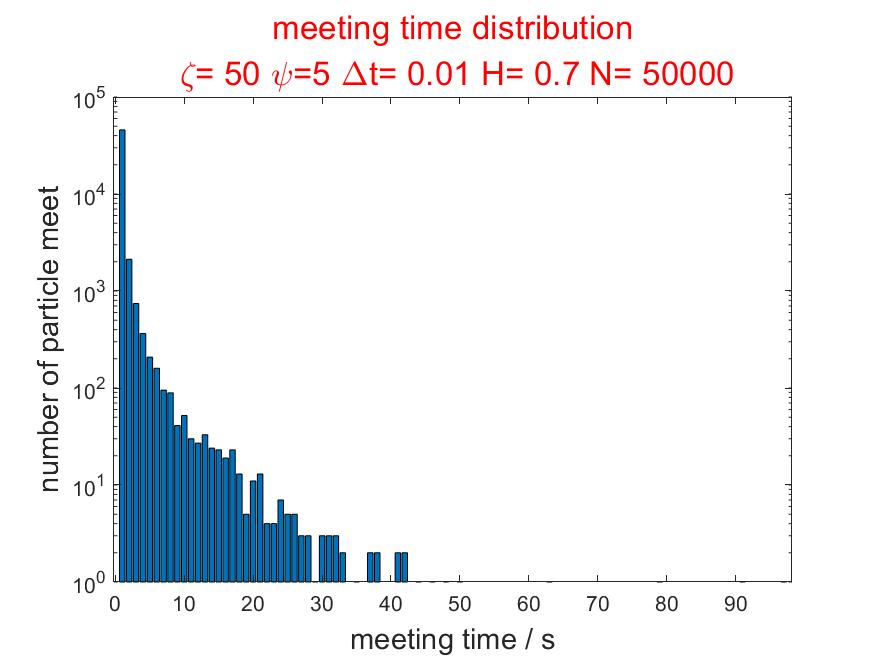 meeting time distribution
ζ= 50 ψ=5 Δt= 0.01 H= 0.7 N= 50000
number of particle meet
10^5
10^4
10^3
10^2
10^1
10^0
0 10 20 30 40 50 60 70 80 90
meeting time / s